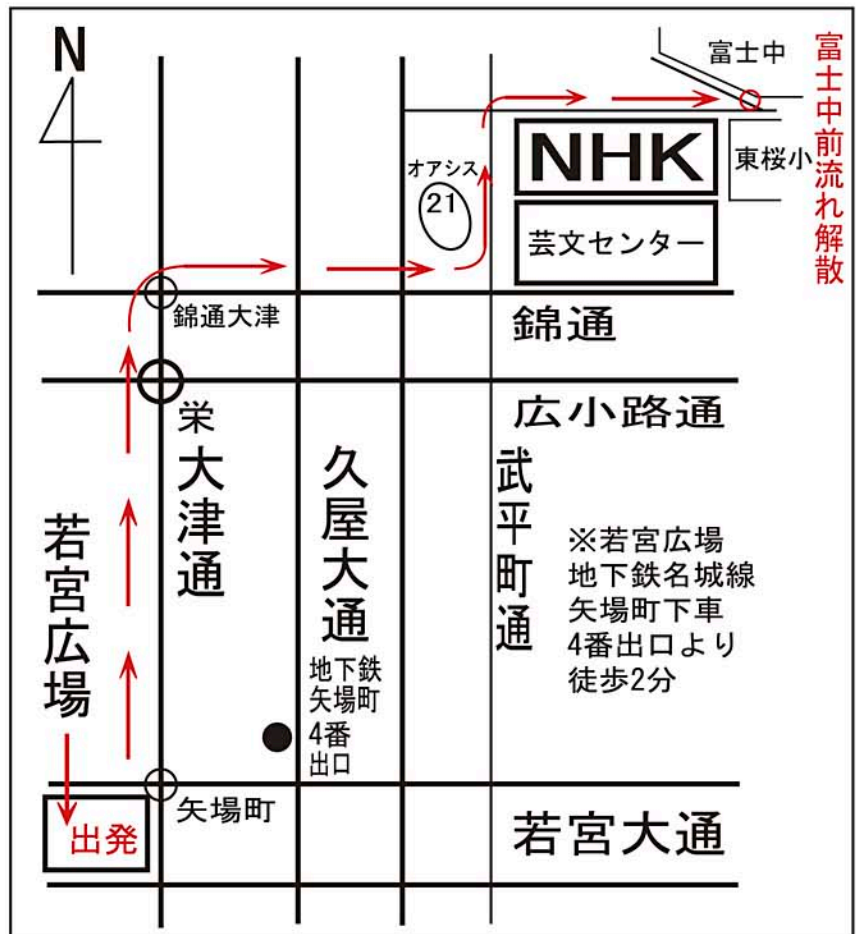 N
富士中
富士中前流れ解散
NHK
東桜小
オアシス
21
芸文センター
錦通大津
錦通
栄
広小路通
大津通
久屋大通
武平町通
若宮広場
※若宮広場
地下鉄名城線
矢場町下車
4番出口より
徒歩2分
地下鉄
矢場町
4番
出口
出発
矢場町
若宮大通